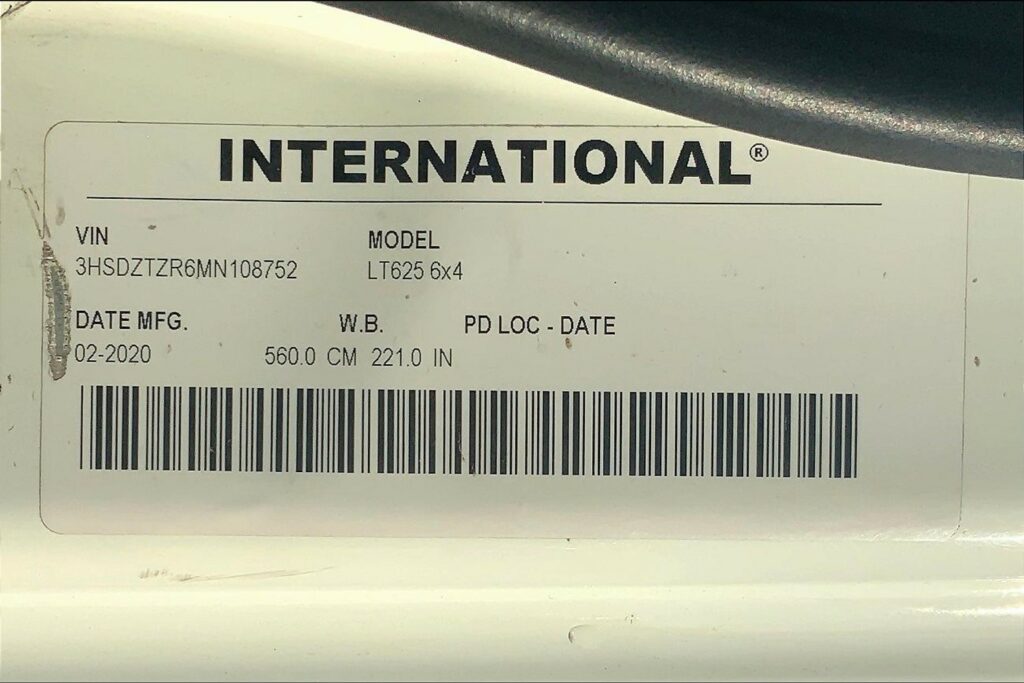 INTERNATIONAL®
VIN MODEL
3HSDZTZR6MN108752 LT625 6x4
DATE MFG. W.B. PD LOC - DATE
02-2020 560.0 CM 221.0 IN